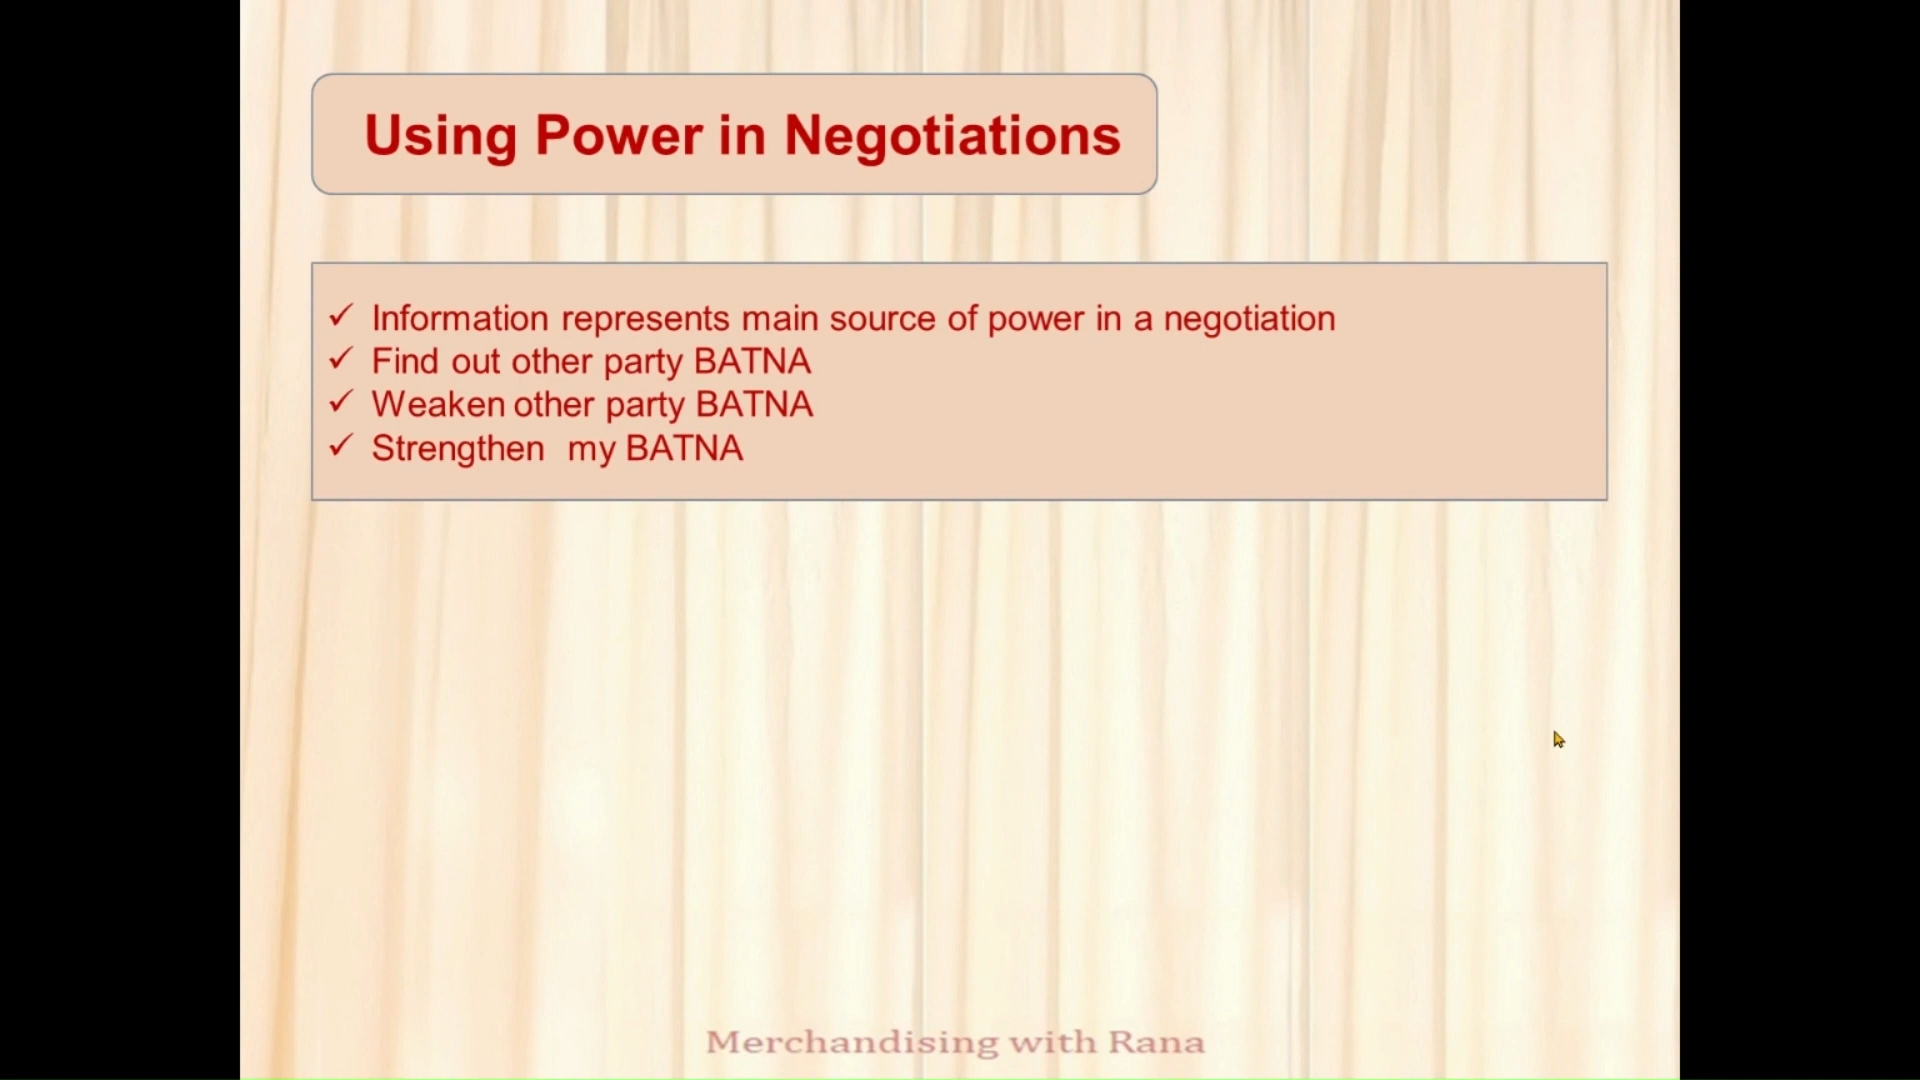 Using Power in Negotiations
✓ Information represents main source of power in a negotiation
✓ Find out other party BATNA
✓ Weaken other party BATNA
✓ Strengthen my BATNA
Merchandising with Rana